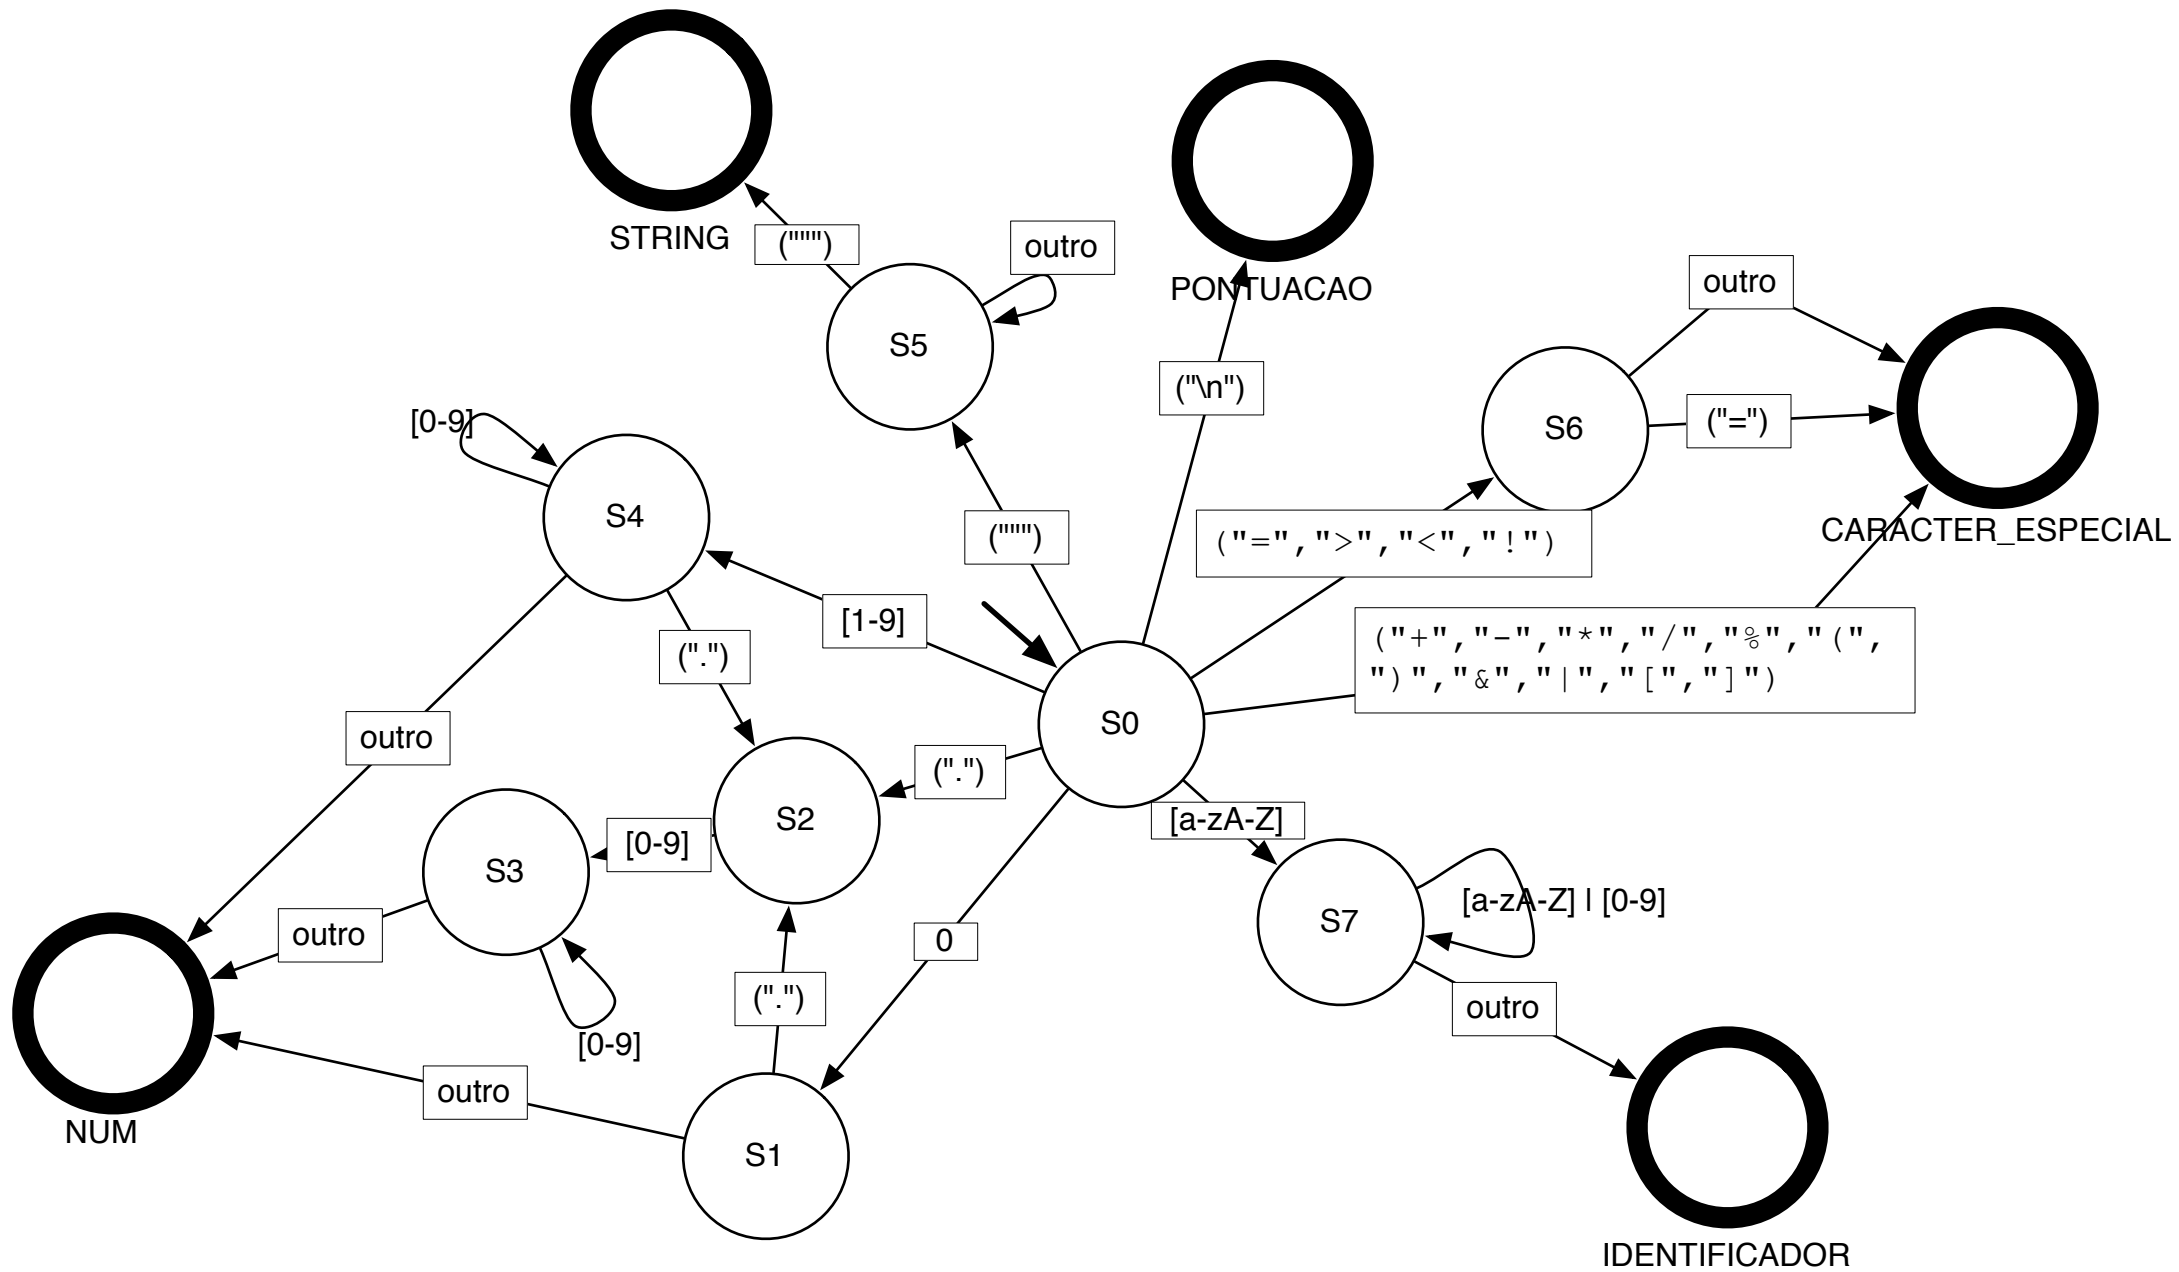 STRING
(""")
outro
PONTUACAO
outro
S5
("\n")
S6
("=")
[0-9]
S4
(""")
("=",">","<","!")
CARACTER_ESPECIAL
[1-9]
(".")
("+","-","*","/","%","(",
")","&","|","[","]")
outro
S0
(".")
S2
[a-zA-Z]
[0-9]
S3
S7
[a-zA-Z] | [0-9]
outro
0
(".")
outro
[0-9]
outro
NUM
S1
IDENTIFICADOR